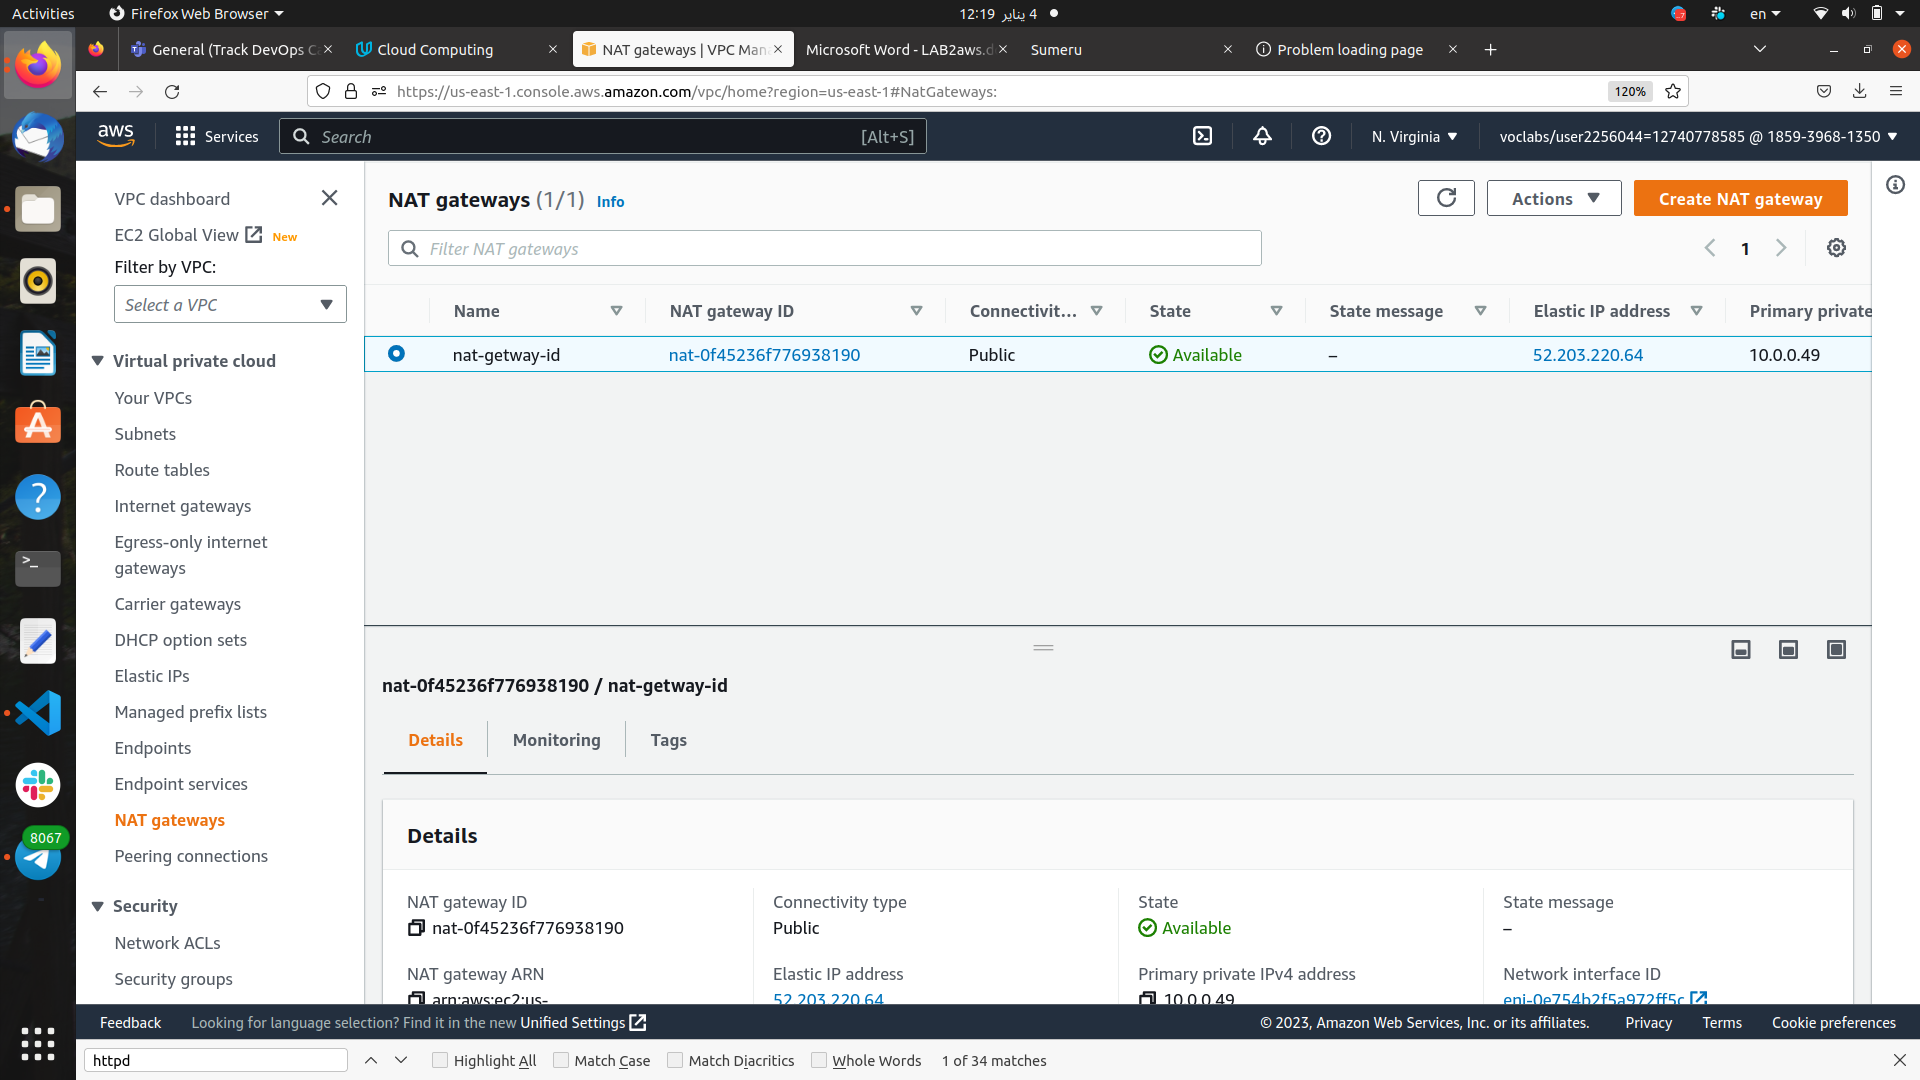 Activities
Firefox Web Browser
12:19 4 يناير
en
General (Track DevOps Ca
Cloud Computing
NAT gateways | VPC Man
Microsoft Word - LAB2aws.d
Sumeru
Problem loading page
https://us-east-1.console.aws.amazon.com/vpc/home?region=us-east-1#NatGateways:
120%
aws
Services
Search
[Alt+S]
N. Virginia
voclabs/user2256044=12740778585 @ 1859-3968-1350
VPC dashboard
EC2 Global View
New
Filter by VPC:
Select a VPC
Virtual private cloud
Your VPCs
Subnets
Route tables
Internet gateways
Egress-only internet
gateways
Carrier gateways
DHCP option sets
Elastic IPs
Managed prefix lists
Endpoints
Endpoint services
NAT gateways
Peering connections
Security
Network ACLs
Security groups
NAT gateways (1/1) Info
Actions
Create NAT gateway
Filter NAT gateways
1
Name
NAT gateway ID
Connectivit...
State
State message
Elastic IP address
Primary private
nat-getway-id
nat-0f45236f776938190
Public
Available
–
52.203.220.64
10.0.0.49
nat-0f45236f776938190 / nat-getway-id
Details
Monitoring
Tags
Details
NAT gateway ID
nat-0f45236f776938190
Connectivity type
Public
State
Available
State message
–
NAT gateway ARN
arn:aws:ec2:us-
Elastic IP address
52.203.220.64
Primary private IPv4 address
10.0.0.49
Network interface ID
eni-0e754b2f5a972ff5c
8067
Feedback
Looking for language selection? Find it in the new Unified Settings
© 2023, Amazon Web Services, Inc. or its affiliates.
Privacy
Terms
Cookie preferences
httpd
Highlight All
Match Case
Match Diacritics
Whole Words
1 of 34 matches